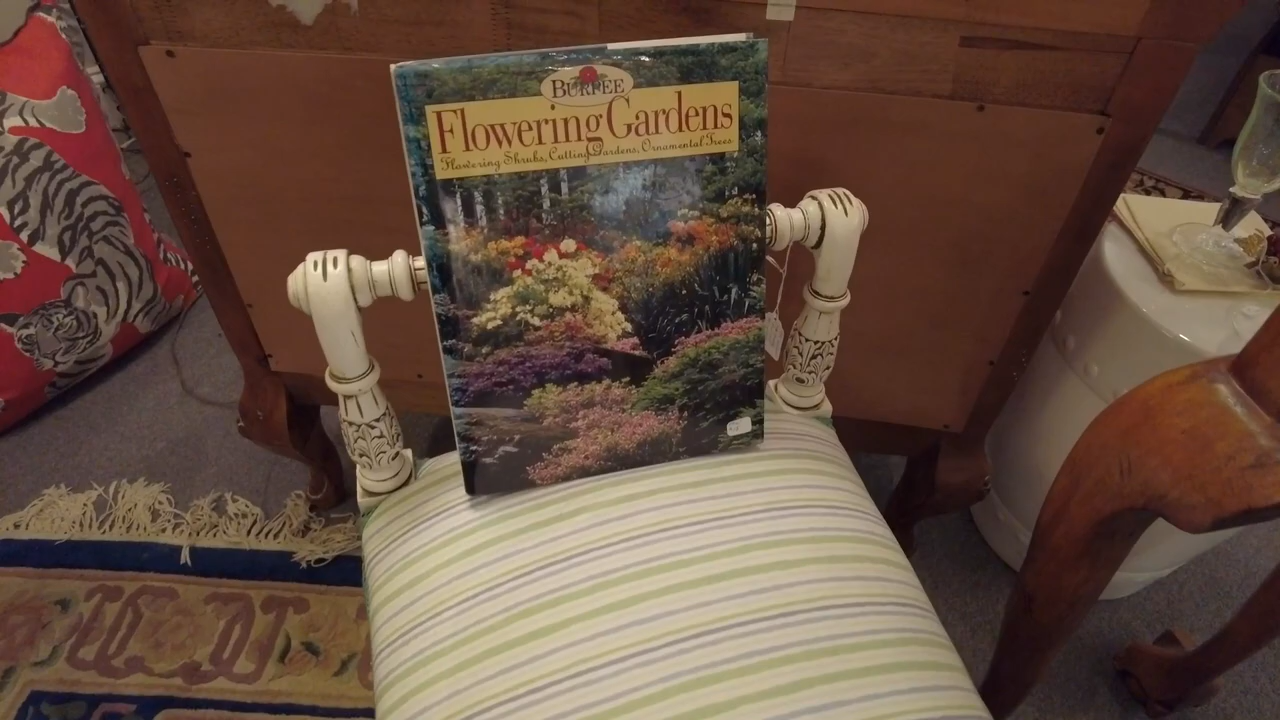 BURPEE
Flowering Gardens
Flowering Shrubs, Cutting Gardens, Ornamental Trees